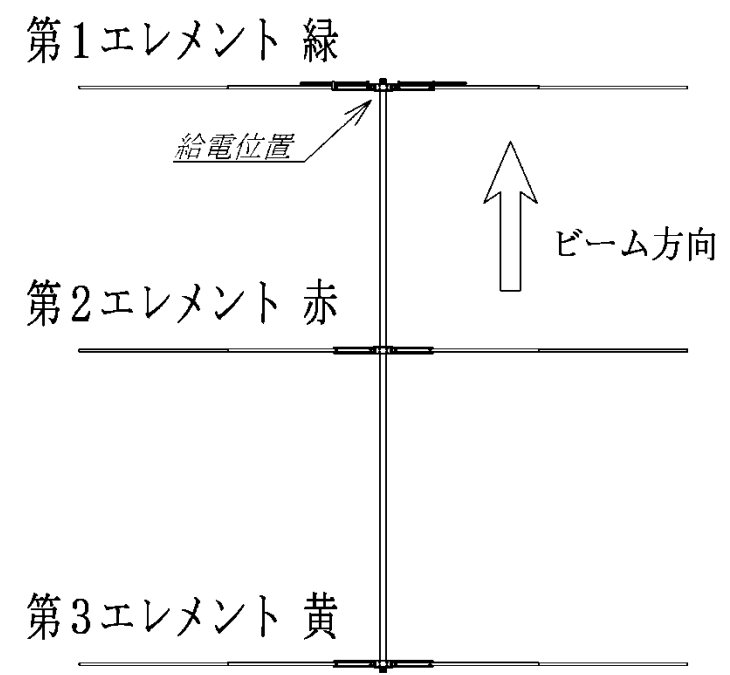 第1エレメント 緑
給電位置
ビーム方向
第2エレメント 赤
第3エレメント 黄